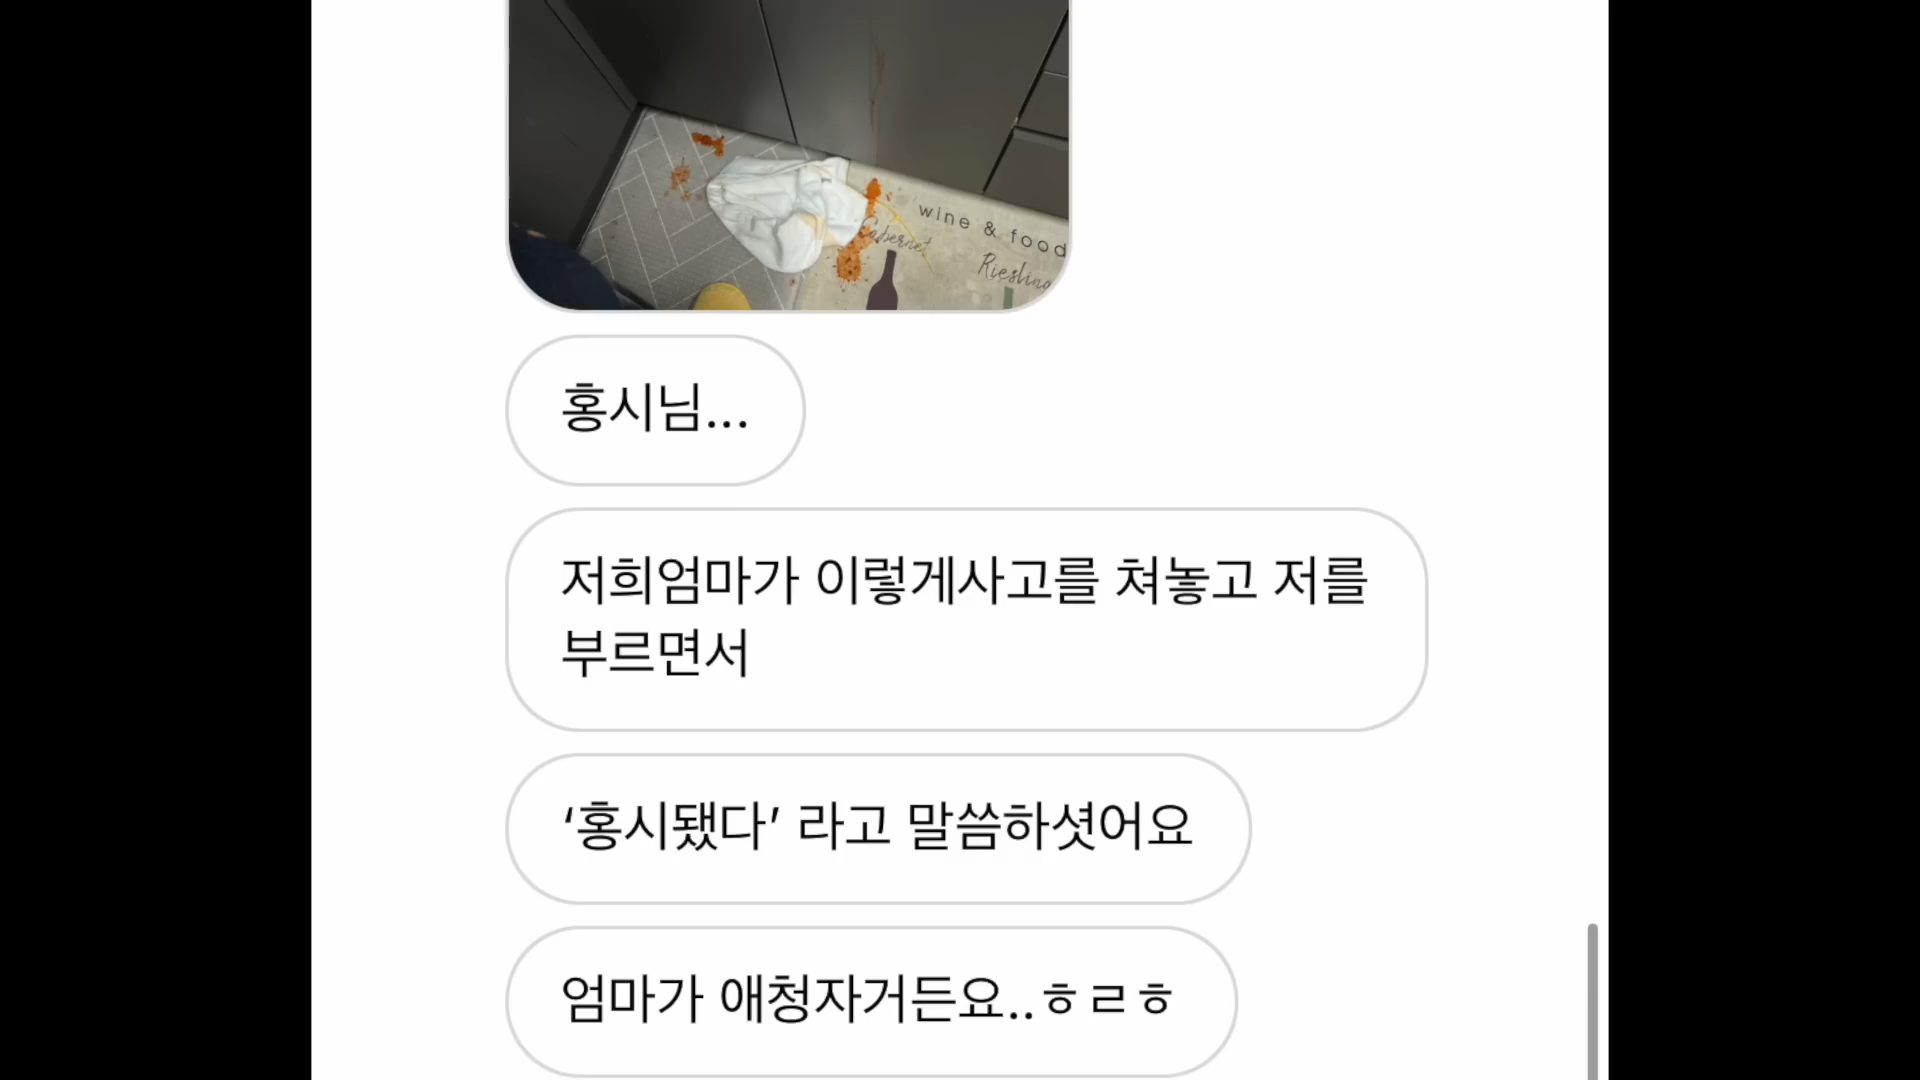 wine & food
Cabernet
Riesling
홍시님...
저희엄마가 이렇게사고를 쳐놓고 저를
부르면서
‘홍시됐다’ 라고 말씀하셧어요
엄마가 애청자거든요..ㅎㄹㅎ